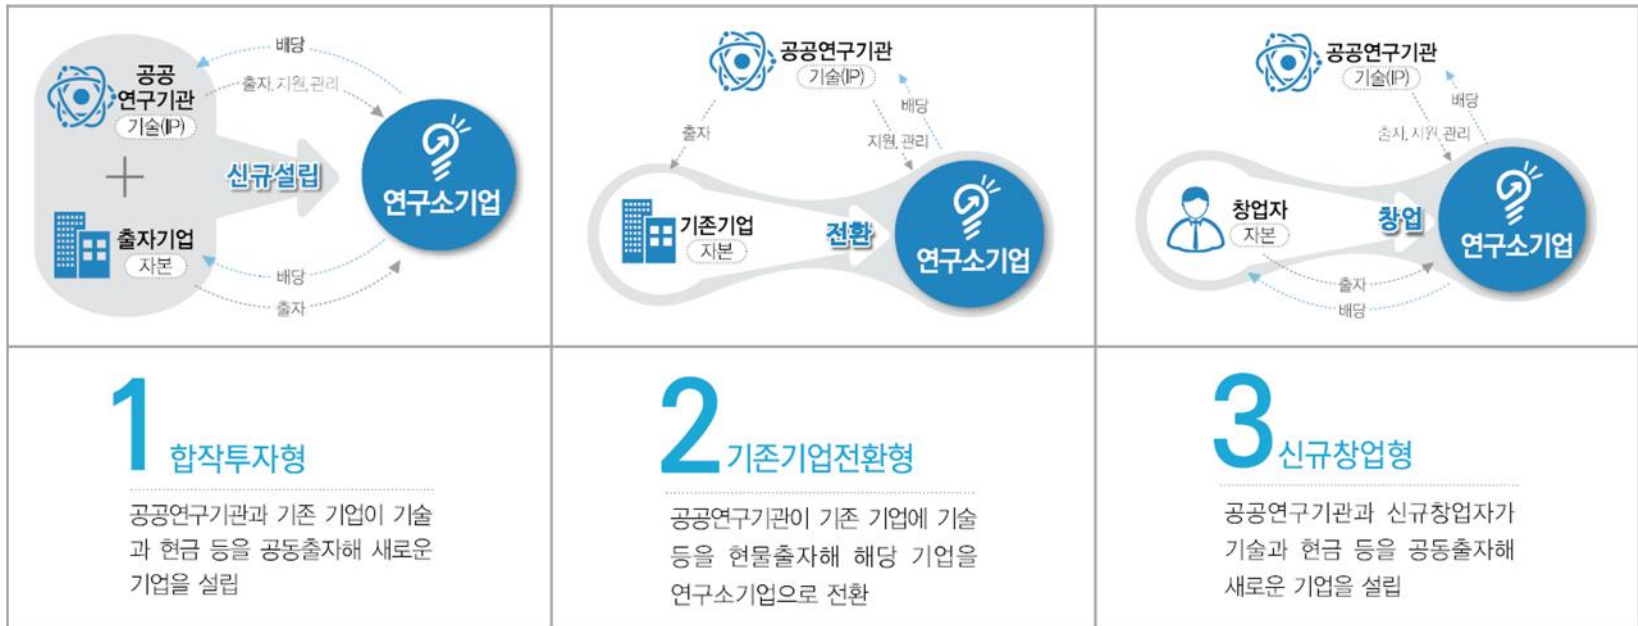 배당
공공
연구기관
기술(IP)
출자, 지원, 관리
신규설립
연구소기업
출자기업
자본
배당
출자
공공연구기관
기술(IP)
배당
출자
지원, 관리
기존기업
자본
전환
연구소기업
공공연구기관
기술(IP)
배당
출자, 지원, 관리
창업자
자본
창업
연구소기업
출자
배당
1 합작투자형
공공연구기관과 기존 기업이 기술
과 현금 등을 공동출자해 새로운
기업을 설립
2 기존기업전환형
공공연구기관이 기존 기업에 기술
등을 현물출자해 해당 기업을
연구소기업으로 전환
3 신규창업형
공공연구기관과 신규창업자가
기술과 현금 등을 공동출자해
새로운 기업을 설립